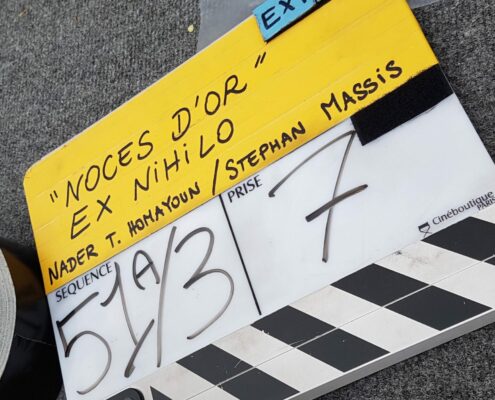 EXT
"NOCES D'OR"
EX NIHILO
NADER T. HOMAYOUN / STEPHAN MASSIS
SEQUENCE
51A/3
PRISE
7
Cinéboutique
PARIS